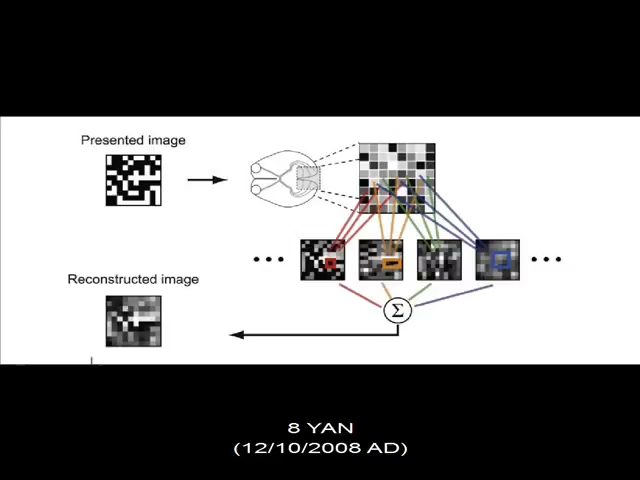 Presented image
Reconstructed image
Σ
8 YAN
(12/10/2008 AD)